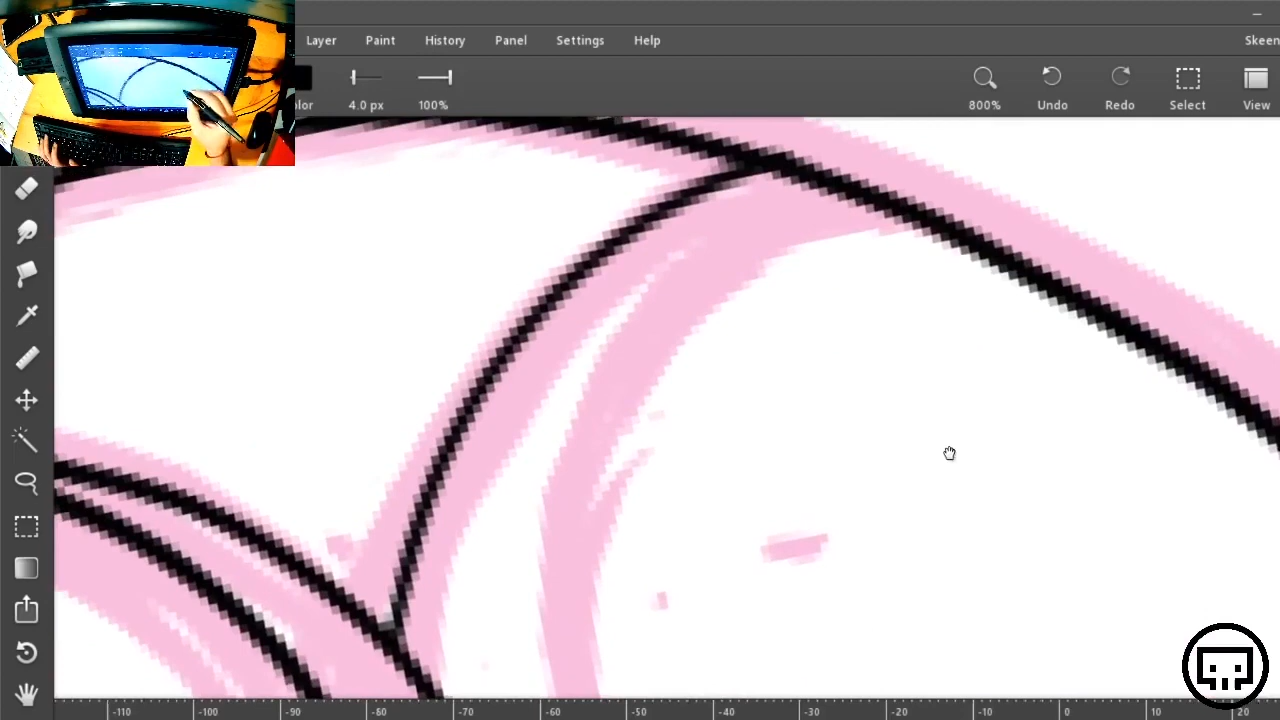 Layer Paint History Panel Settings Help Skeen
olor 4.0 px 100% 800% Undo Redo Select View
-110 -100 -90 -80 -70 -60 -50 -40 -30 -20 -10 0 10 20